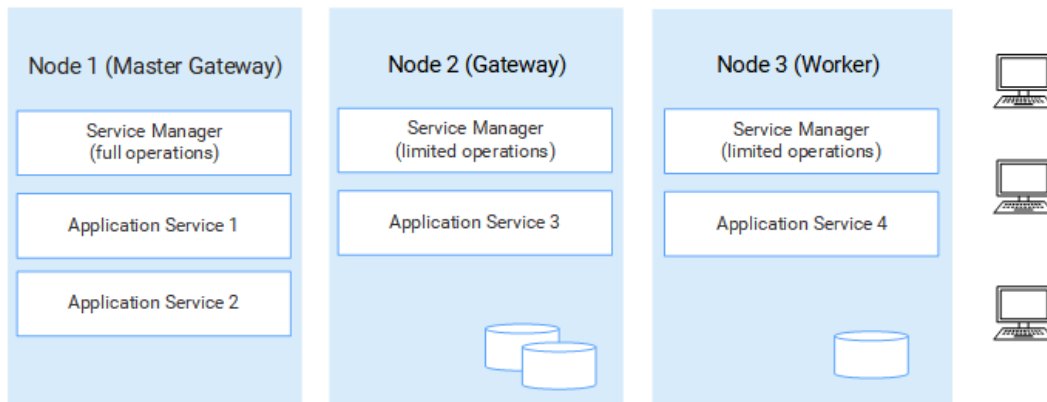 Node 1 (Master Gateway)
Service Manager
(full operations)
Application Service 1
Application Service 2
Node 2 (Gateway)
Service Manager
(limited operations)
Application Service 3
Node 3 (Worker)
Service Manager
(limited operations)
Application Service 4